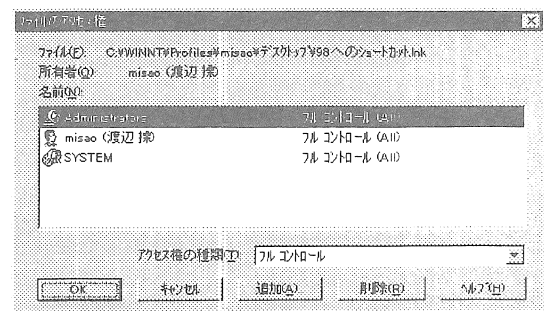 ファイルのアクセス権
ファイル(F): C:¥WINNT¥Profiles¥misao¥デスクトップ¥98へのショートカット.lnk
所有者(O): misao (渡辺 操)
名前(N):
Administrators フル コントロール (All)
misao (渡辺 操) フル コントロール (All)
SYSTEM フル コントロール (All)
アクセス権の種類(T): フル コントロール
OK キャンセル 追加(A) 削除(R) ヘルプ(H)